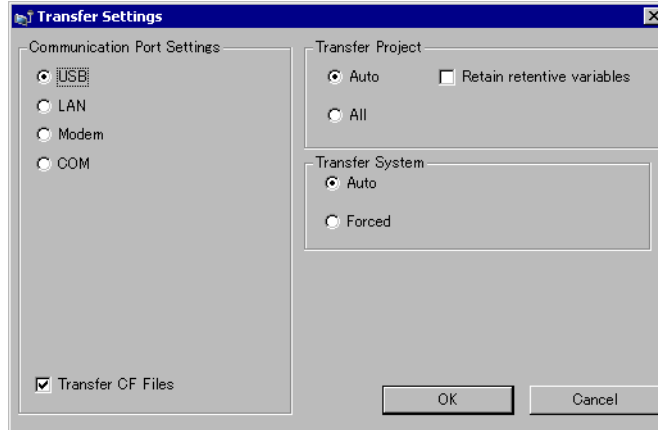 Transfer Settings
Communication Port Settings
USB
LAN
Modem
COM
Transfer CF Files
Transfer Project
Auto
Retain retentive variables
All
Transfer System
Auto
Forced
OK
Cancel